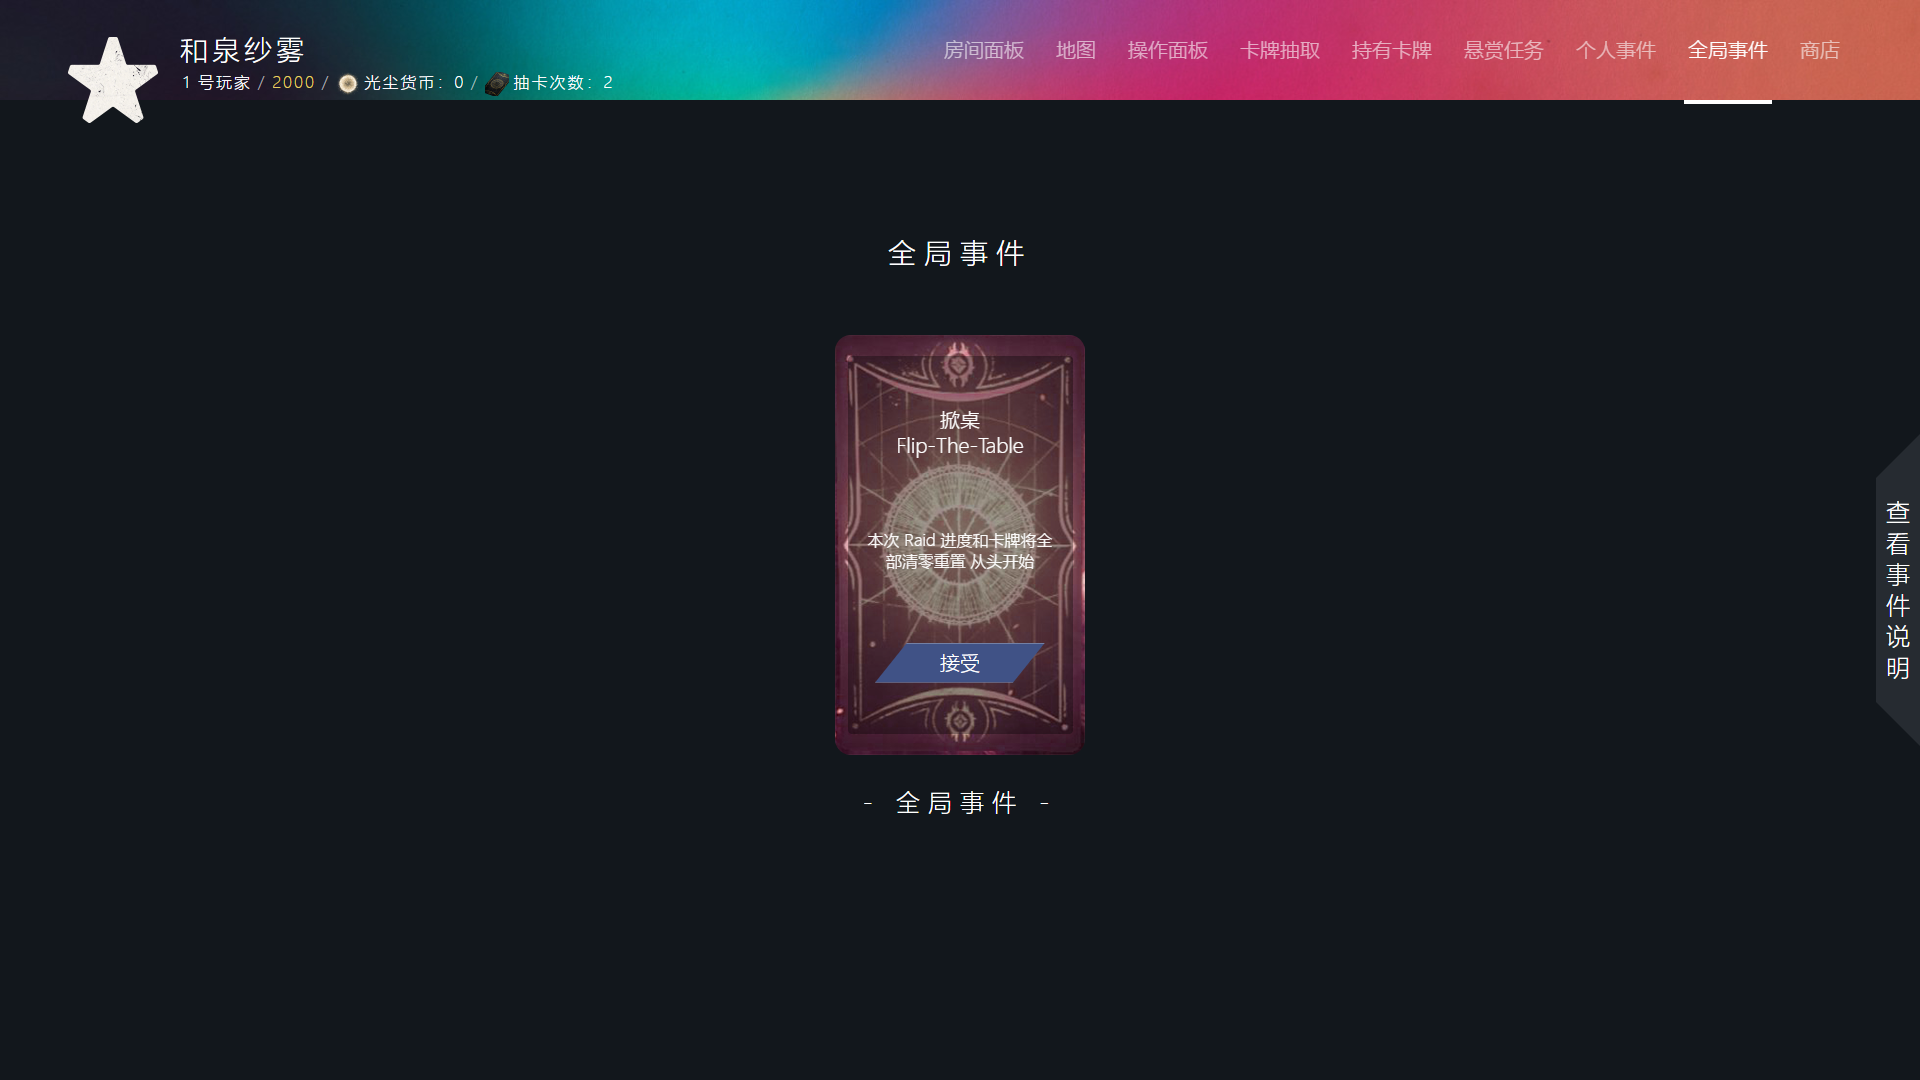 和泉纱雾
1 号玩家 / 2000 / 光尘货币: 0 / 抽卡次数: 2
房间面板 地图 操作面板 卡牌抽取 持有卡牌 悬赏任务 个人事件 全局事件 商店
全局事件
掀桌
Flip-The-Table
本次 Raid 进度和卡牌将全
部清零重置 从头开始
接受
- 全局事件 -
查看事件说明